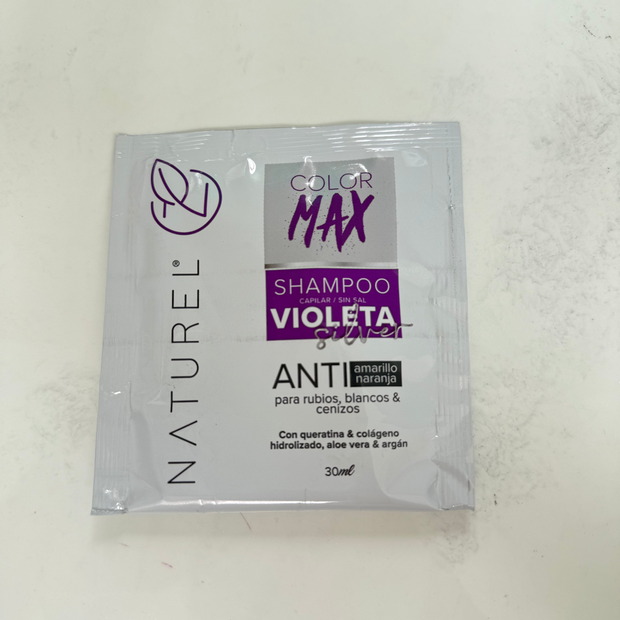 NATUREL®
COLOR
MAX
SHAMPOO
CAPILAR / SIN SAL
VIOLETA
silver
ANTI amarillo
naranja
para rubios, blancos &
cenizos
Con queratina & colágeno
hidrolizado, aloe vera & argán
30ml